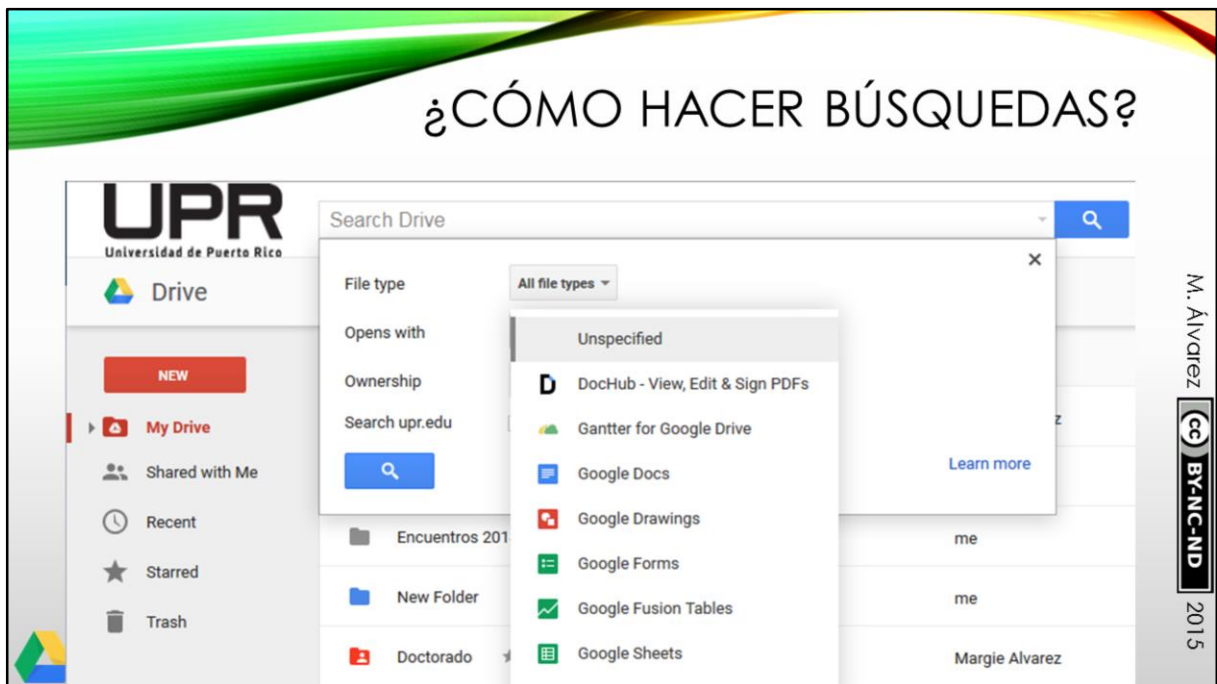 ¿CÓMO HACER BÚSQUEDAS?
UPR
Universidad de Puerto Rico
Search Drive
Drive
File type
All file types
Opens with
Unspecified
NEW
Ownership
DocHub - View, Edit & Sign PDFs
My Drive
Search upr.edu
Gantter for Google Drive
z
Shared with Me
Google Docs
Learn more
Recent
Google Drawings
Encuentros 201
me
Starred
Google Forms
New Folder
Google Fusion Tables
me
Trash
Doctorado
Google Sheets
Margie Alvarez
M. Álvarez cc BY-NC-ND 2015